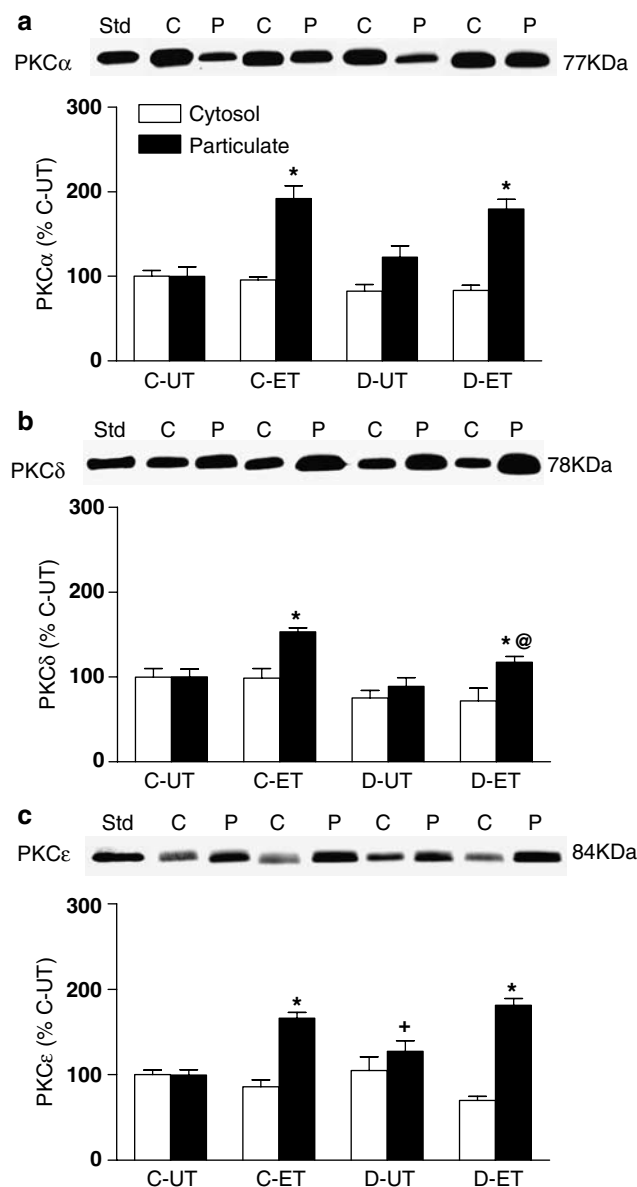 a
Std C P C P C P C P
PKCα
77KDa
300
200
100
0
PKCα (% C-UT)
Cytosol
Particulate
* *
C-UT C-ET D-UT D-ET
b
Std C P C P C P C P
PKCδ
78KDa
300
200
100
0
PKCδ (% C-UT)
* * @
C-UT C-ET D-UT D-ET
c
Std C P C P C P C P
PKCε
84KDa
300
200
100
0
PKCε (% C-UT)
* + *
C-UT C-ET D-UT D-ET